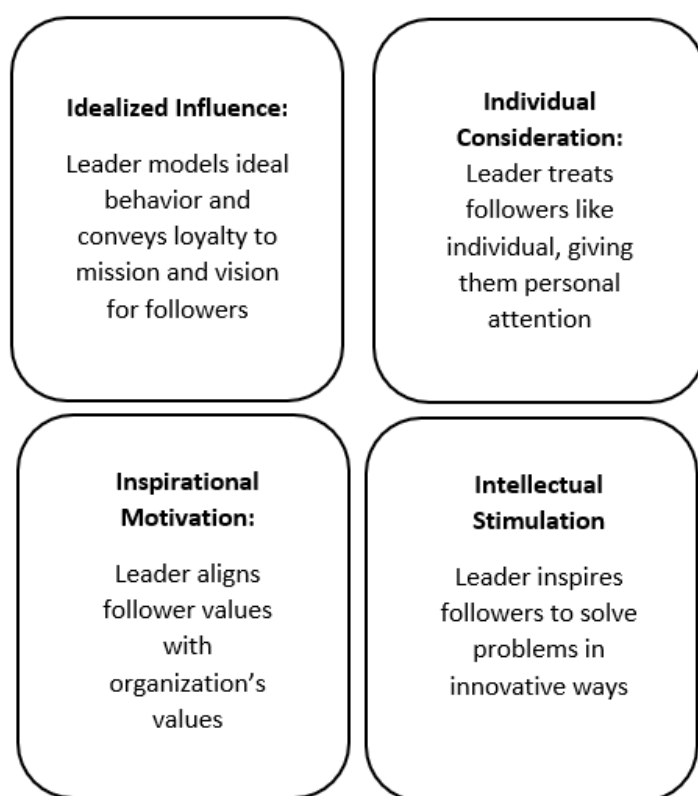 Idealized Influence:
Leader models ideal
behavior and
conveys loyalty to
mission and vision
for followers
Individual
Consideration:
Leader treats
followers like
individual, giving
them personal
attention
Inspirational
Motivation:
Leader aligns
follower values
with
organization’s
values
Intellectual
Stimulation
Leader inspires
followers to solve
problems in
innovative ways